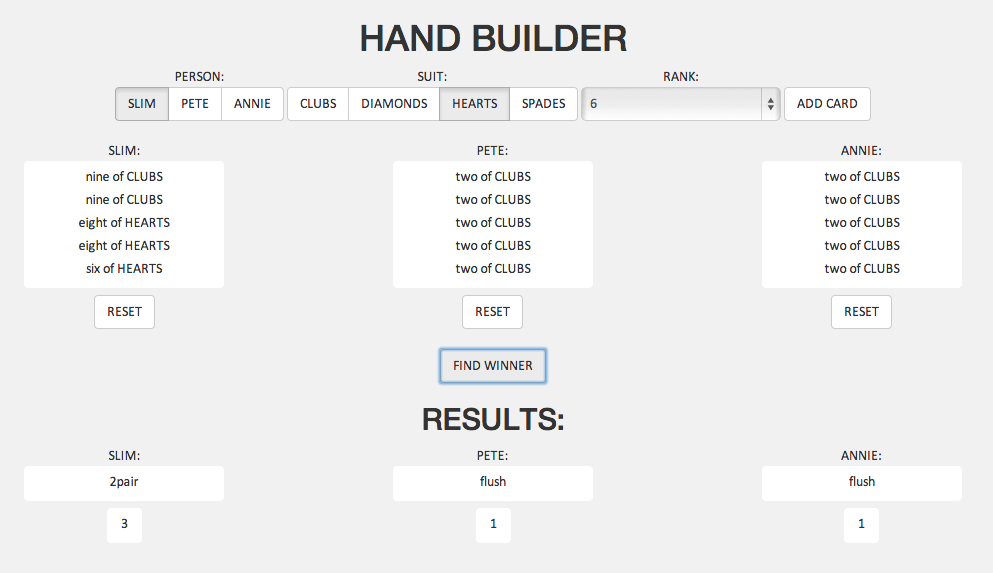 HAND BUILDER
PERSON: SUIT: RANK:
SLIM PETE ANNIE CLUBS DIAMONDS HEARTS SPADES 6 ADD CARD
SLIM: PETE: ANNIE:
nine of CLUBS two of CLUBS two of CLUBS
nine of CLUBS two of CLUBS two of CLUBS
eight of HEARTS two of CLUBS two of CLUBS
eight of HEARTS two of CLUBS two of CLUBS
six of HEARTS two of CLUBS two of CLUBS
RESET RESET RESET
FIND WINNER
RESULTS:
SLIM: PETE: ANNIE:
2pair flush flush
3 1 1